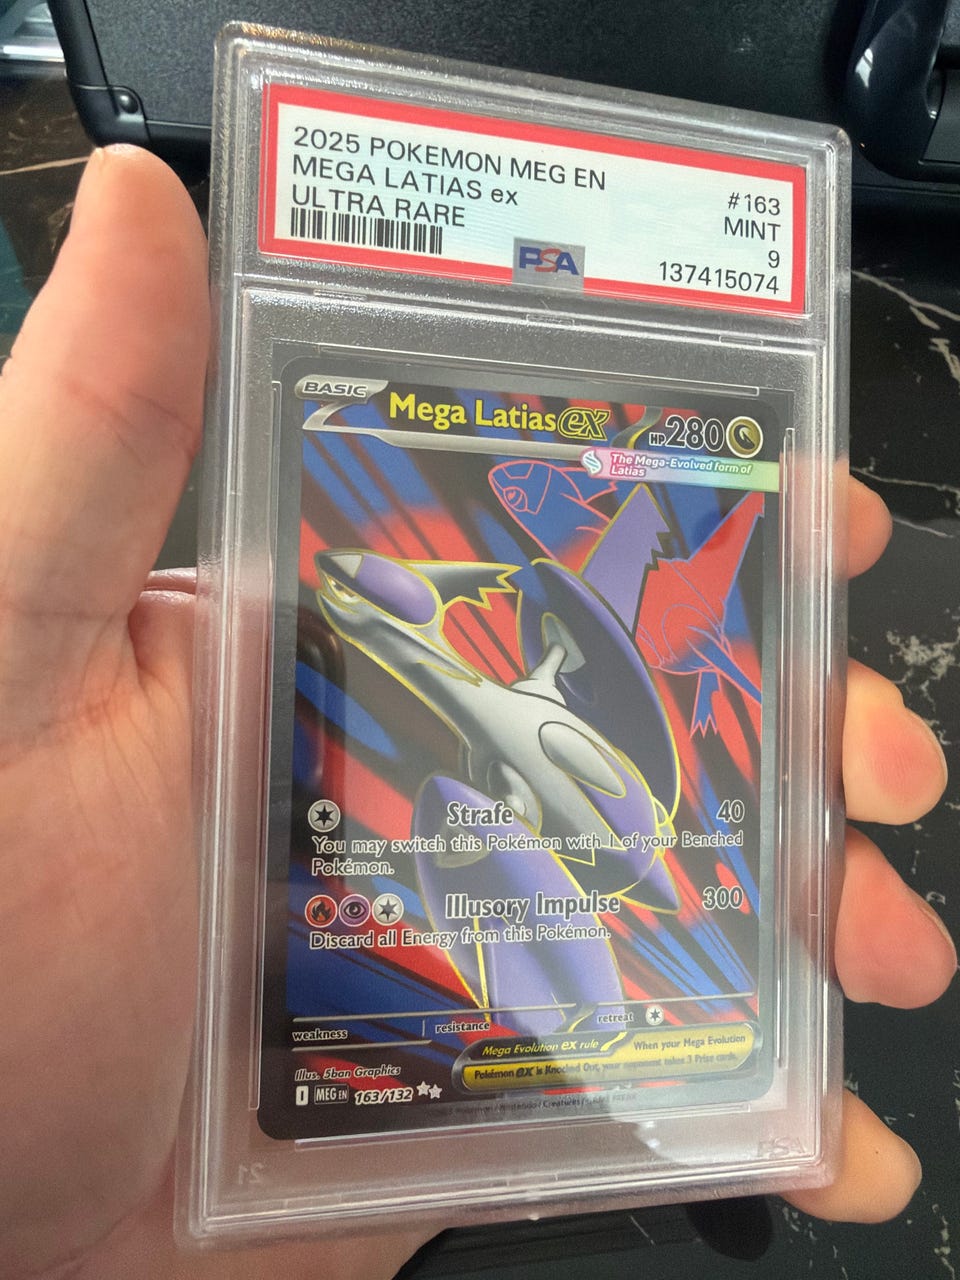 2025 POKEMON MEG EN
MEGA LATIAS ex
ULTRA RARE
#163
MINT
9
137415074
PSA
BASIC
Mega Latias ex
HP 280
The Mega-Evolved form of
Latias
Strafe 40
You may switch this Pokémon with 1 of your Benched
Pokémon.
Illusory Impulse 300
Discard all Energy from this Pokémon.
weakness resistance retreat
Mega Evolution ex rule When your Mega Evolution
Pokémon ex is Knocked Out, your opponent takes 3 Prize cards.
Illus. 5ban Graphics
I MEG EN 163/132
PSA